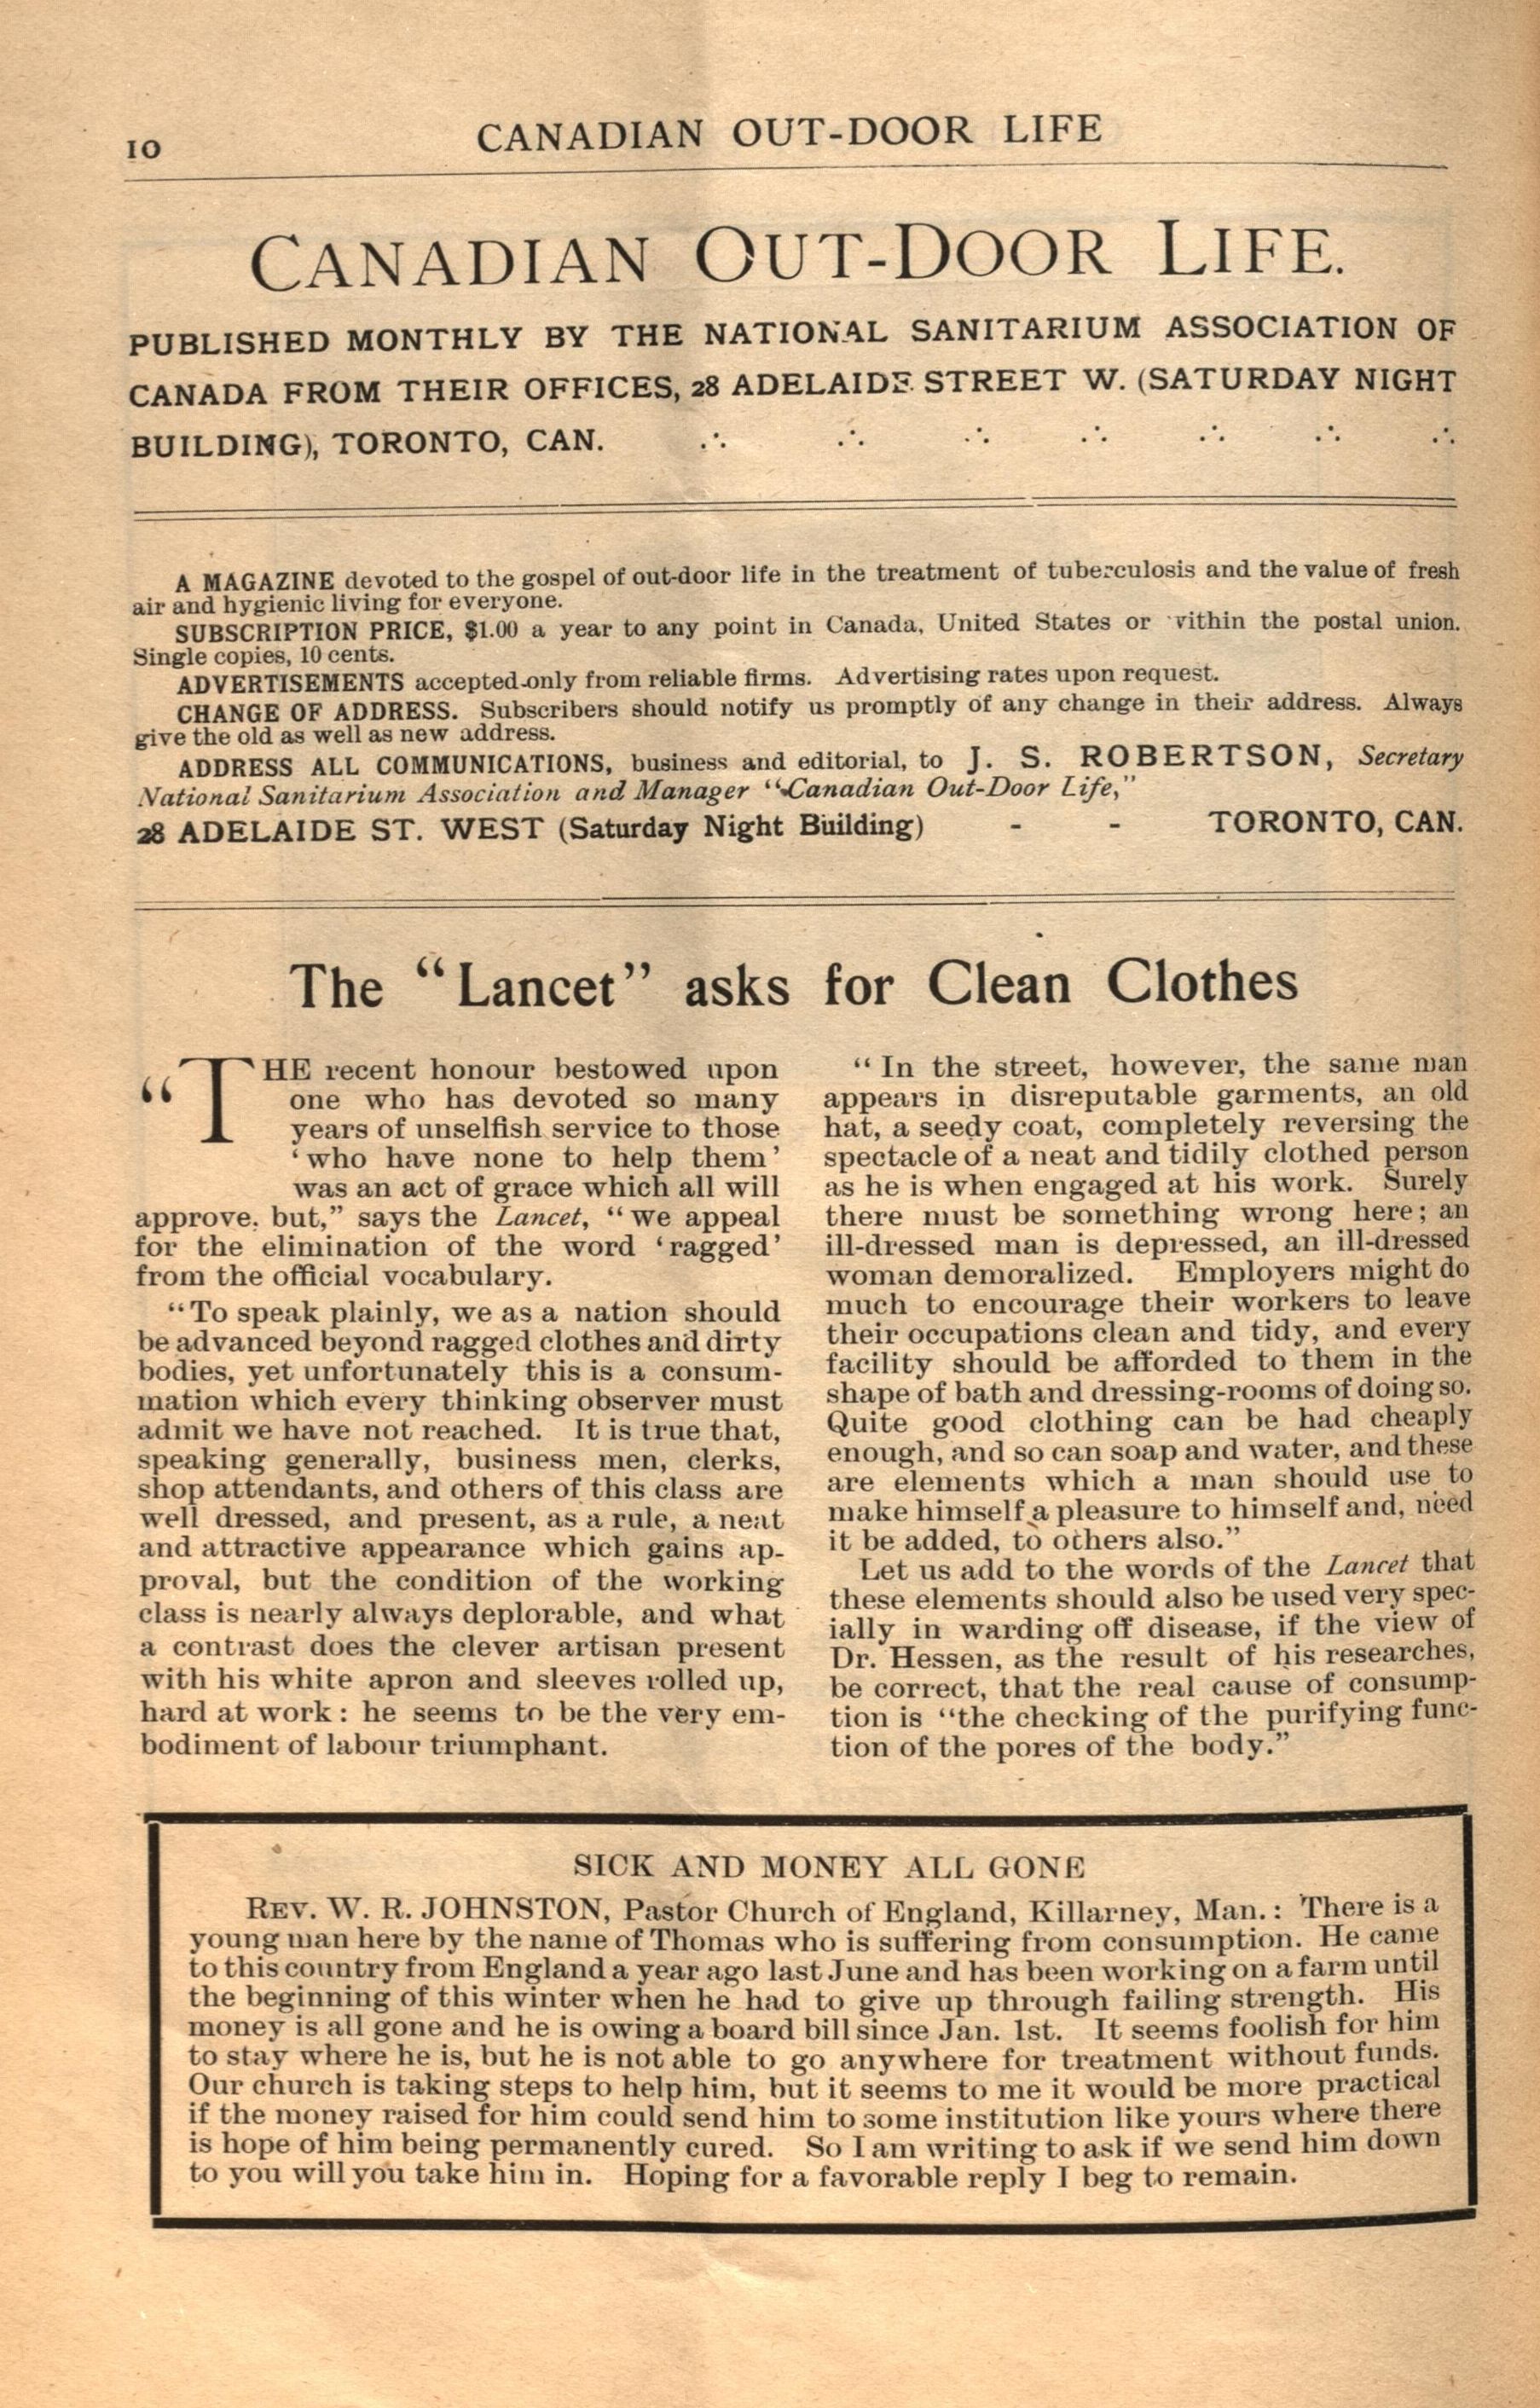 10
CANADIAN OUT-DOOR LIFE
CANADIAN OUT-DOOR LIFE.
PUBLISHED MONTHLY BY THE NATIONAL SANITARIUM ASSOCIATION OF
CANADA FROM THEIR OFFICES, 28 ADELAIDE STREET W. (SATURDAY NIGHT
BUILDING), TORONTO, CAN. ∴ ∴ ∴ ∴ ∴ ∴ ∴
A MAGAZINE devoted to the gospel of out-door life in the treatment of tuberculosis and the value of fresh
air and hygienic living for everyone.
SUBSCRIPTION PRICE, $1.00 a year to any point in Canada, United States or within the postal union.
Single copies, 10 cents.
ADVERTISEMENTS accepted only from reliable firms. Advertising rates upon request.
CHANGE OF ADDRESS. Subscribers should notify us promptly of any change in their address. Always
give the old as well as new address.
ADDRESS ALL COMMUNICATIONS, business and editorial, to J. S. ROBERTSON, Secretary
National Sanitarium Association and Manager "Canadian Out-Door Life,"
28 ADELAIDE ST. WEST (Saturday Night Building) - - TORONTO, CAN.
The "Lancet" asks for Clean Clothes
"THE recent honour bestowed upon
one who has devoted so many
years of unselfish service to those
'who have none to help them'
was an act of grace which all will
approve, but," says the Lancet, "we appeal
for the elimination of the word 'ragged'
from the official vocabulary.
"To speak plainly, we as a nation should
be advanced beyond ragged clothes and dirty
bodies, yet unfortunately this is a consum-
mation which every thinking observer must
admit we have not reached. It is true that,
speaking generally, business men, clerks,
shop attendants, and others of this class are
well dressed, and present, as a rule, a neat
and attractive appearance which gains ap-
proval, but the condition of the working
class is nearly always deplorable, and what
a contrast does the clever artisan present
with his white apron and sleeves rolled up,
hard at work: he seems to be the very em-
bodiment of labour triumphant.
"In the street, however, the same man
appears in disreputable garments, an old
hat, a seedy coat, completely reversing the
spectacle of a neat and tidily clothed person
as he is when engaged at his work. Surely
there must be something wrong here; an
ill-dressed man is depressed, an ill-dressed
woman demoralized. Employers might do
much to encourage their workers to leave
their occupations clean and tidy, and every
facility should be afforded to them in the
shape of bath and dressing-rooms of doing so.
Quite good clothing can be had cheaply
enough, and so can soap and water, and these
are elements which a man should use to
make himself a pleasure to himself and, need
it be added, to others also."
Let us add to the words of the Lancet that
these elements should also be used very spec-
ially in warding off disease, if the view of
Dr. Hessen, as the result of his researches,
be correct, that the real cause of consump-
tion is "the checking of the purifying func-
tion of the pores of the body."
SICK AND MONEY ALL GONE
REV. W. R. JOHNSTON, Pastor Church of England, Killarney, Man.: There is a
young man here by the name of Thomas who is suffering from consumption. He came
to this country from England a year ago last June and has been working on a farm until
the beginning of this winter when he had to give up through failing strength. His
money is all gone and he is owing a board bill since Jan. 1st. It seems foolish for him
to stay where he is, but he is not able to go anywhere for treatment without funds.
Our church is taking steps to help him, but it seems to me it would be more practical
if the money raised for him could send him to some institution like yours where there
is hope of him being permanently cured. So I am writing to ask if we send him down
to you will you take him in. Hoping for a favorable reply I beg to remain.